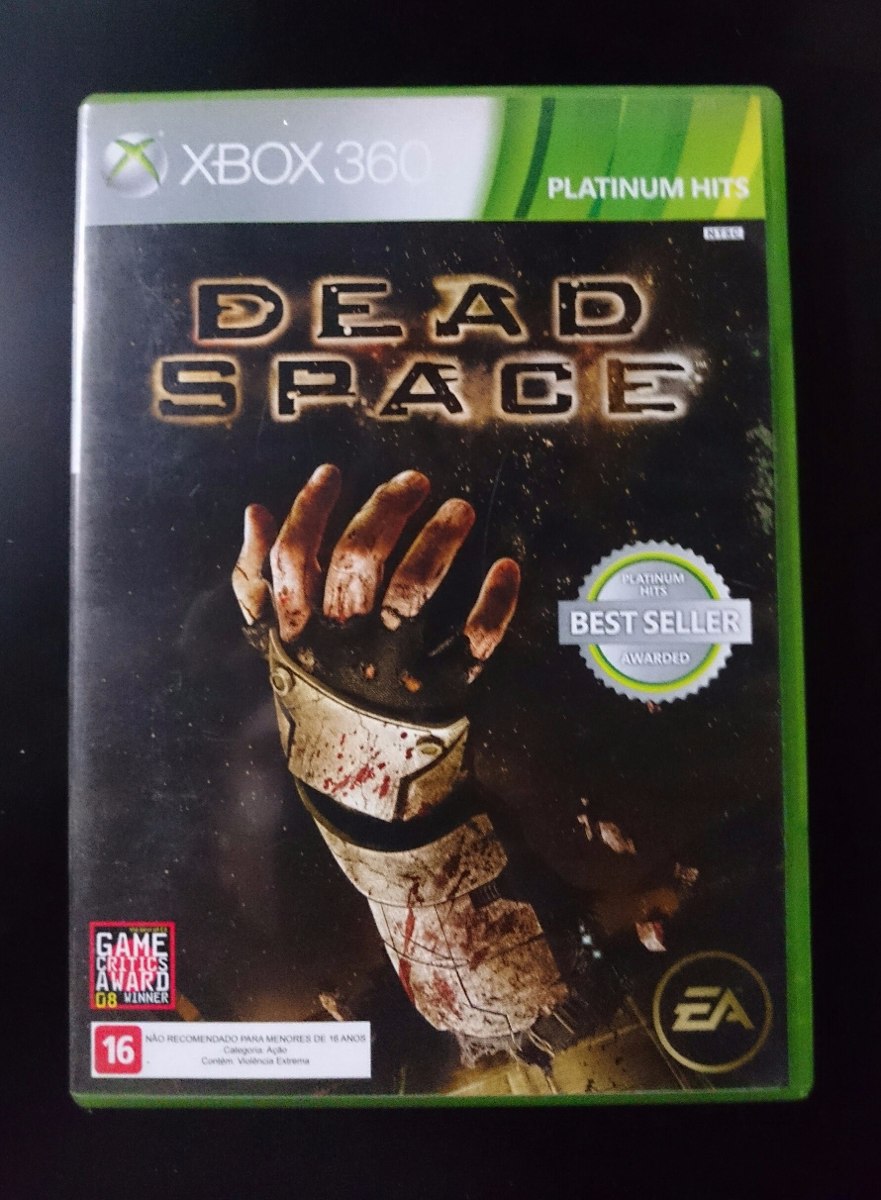 XBOX 360
PLATINUM HITS
NTSC
DEAD
SPACE
PLATINUM
HITS
BEST SELLER
AWARDED
GAME
CRITICS
AWARD
08 WINNER
EA
16
NÃO RECOMENDADO PARA MENORES DE 16 ANOS
Categoria: Ação
Contém: Violência Extrema